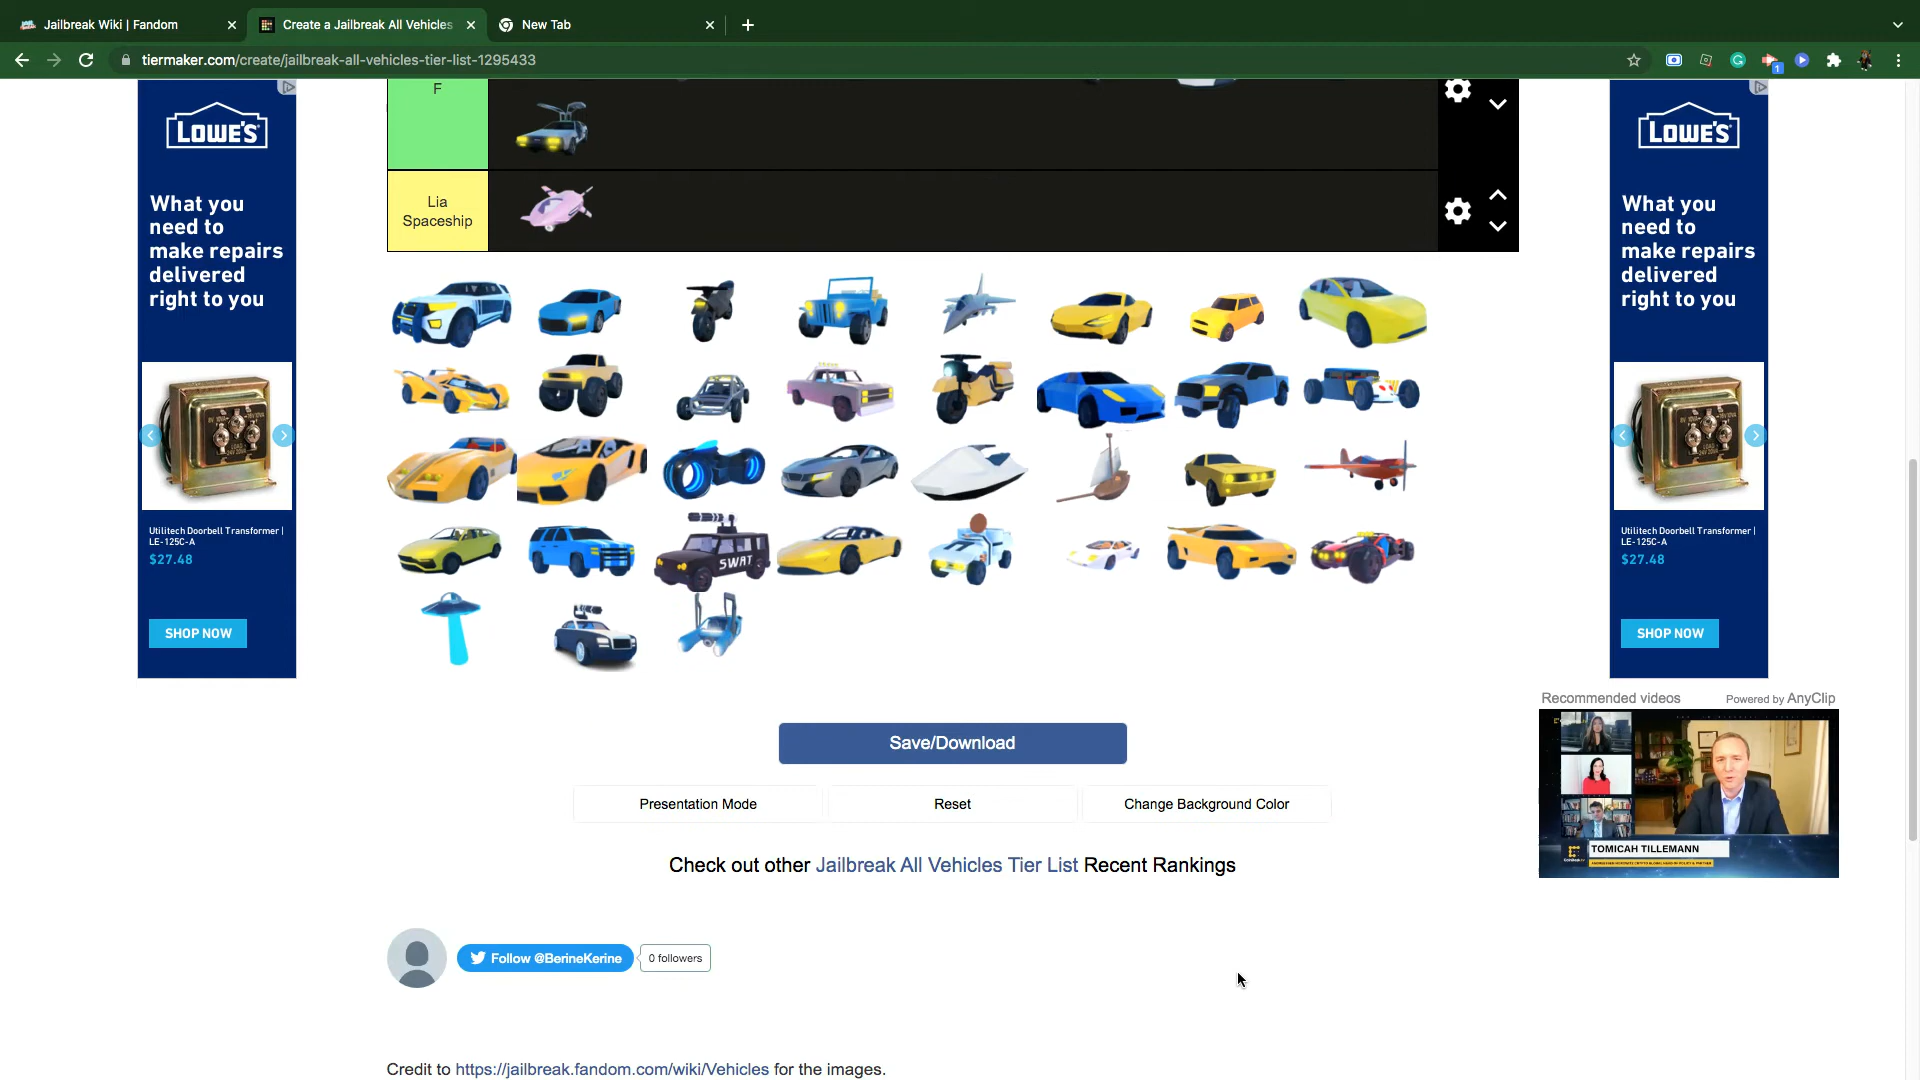 Jailbreak Wiki | Fandom
Create a Jailbreak All Vehicles
New Tab
tiermaker.com/create/jailbreak-all-vehicles-tier-list-1295433
1
LOWE'S
What you
need to
make repairs
delivered
right to you
Utilitech Doorbell Transformer |
LE-125C-A
$27.48
SHOP NOW
F
Lia
Spaceship
SWAT
Save/Download
Presentation Mode
Reset
Change Background Color
Check out other Jailbreak All Vehicles Tier List Recent Rankings
Follow @BerineKerine
0 followers
Credit to https://jailbreak.fandom.com/wiki/Vehicles for the images.
LOWE'S
What you
need to
make repairs
delivered
right to you
Utilitech Doorbell Transformer |
LE-125C-A
$27.48
SHOP NOW
Recommended videos
Powered by AnyClip
TOMICAH TILLEMANN